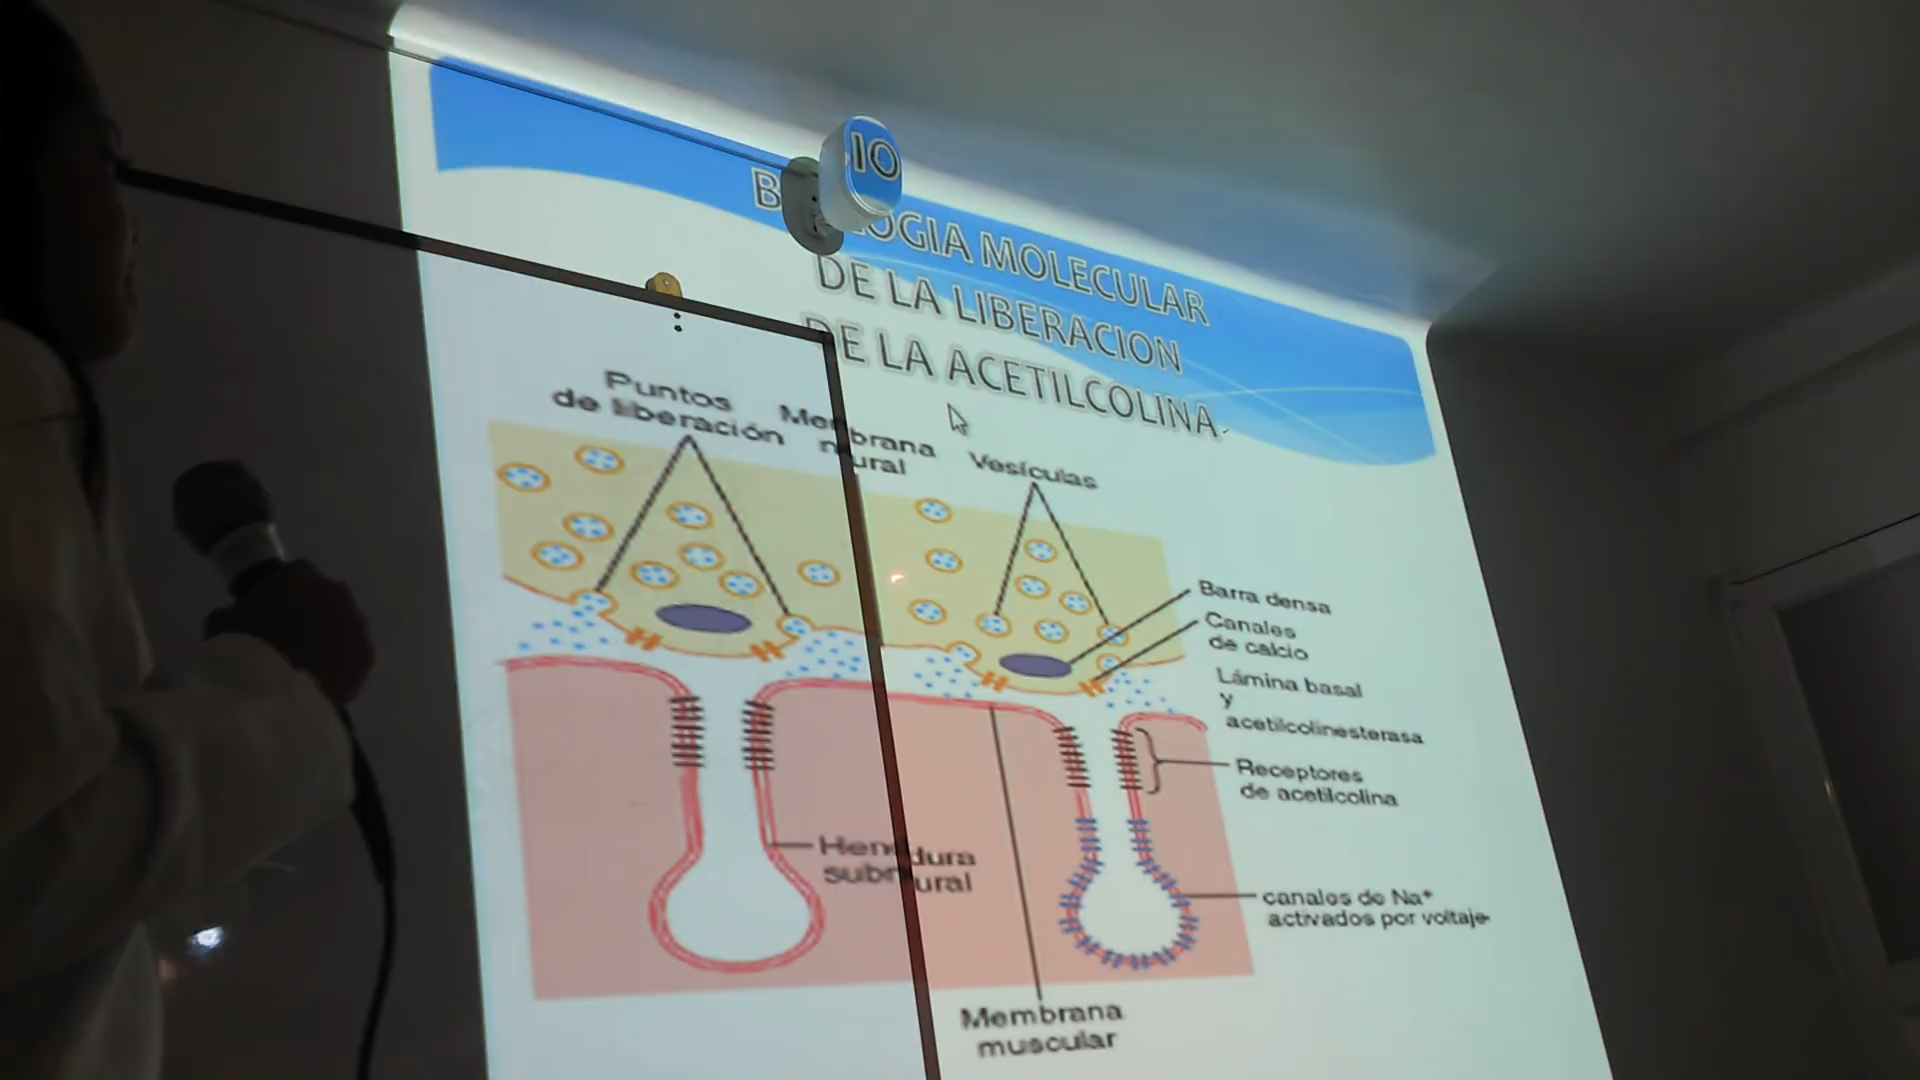 10
BIOLOGIA MOLECULAR
DE LA LIBERACION
DE LA ACETILCOLINA
Puntos
de liberación
Membrana
neural
Vesículas
Barra densa
Canales
de calcio
Lámina basal
y
acetilcolinesterasa
Receptores
de acetilcolina
Hendidura
subneural
canales de Na+
activados por voltaje
Membrana
muscular